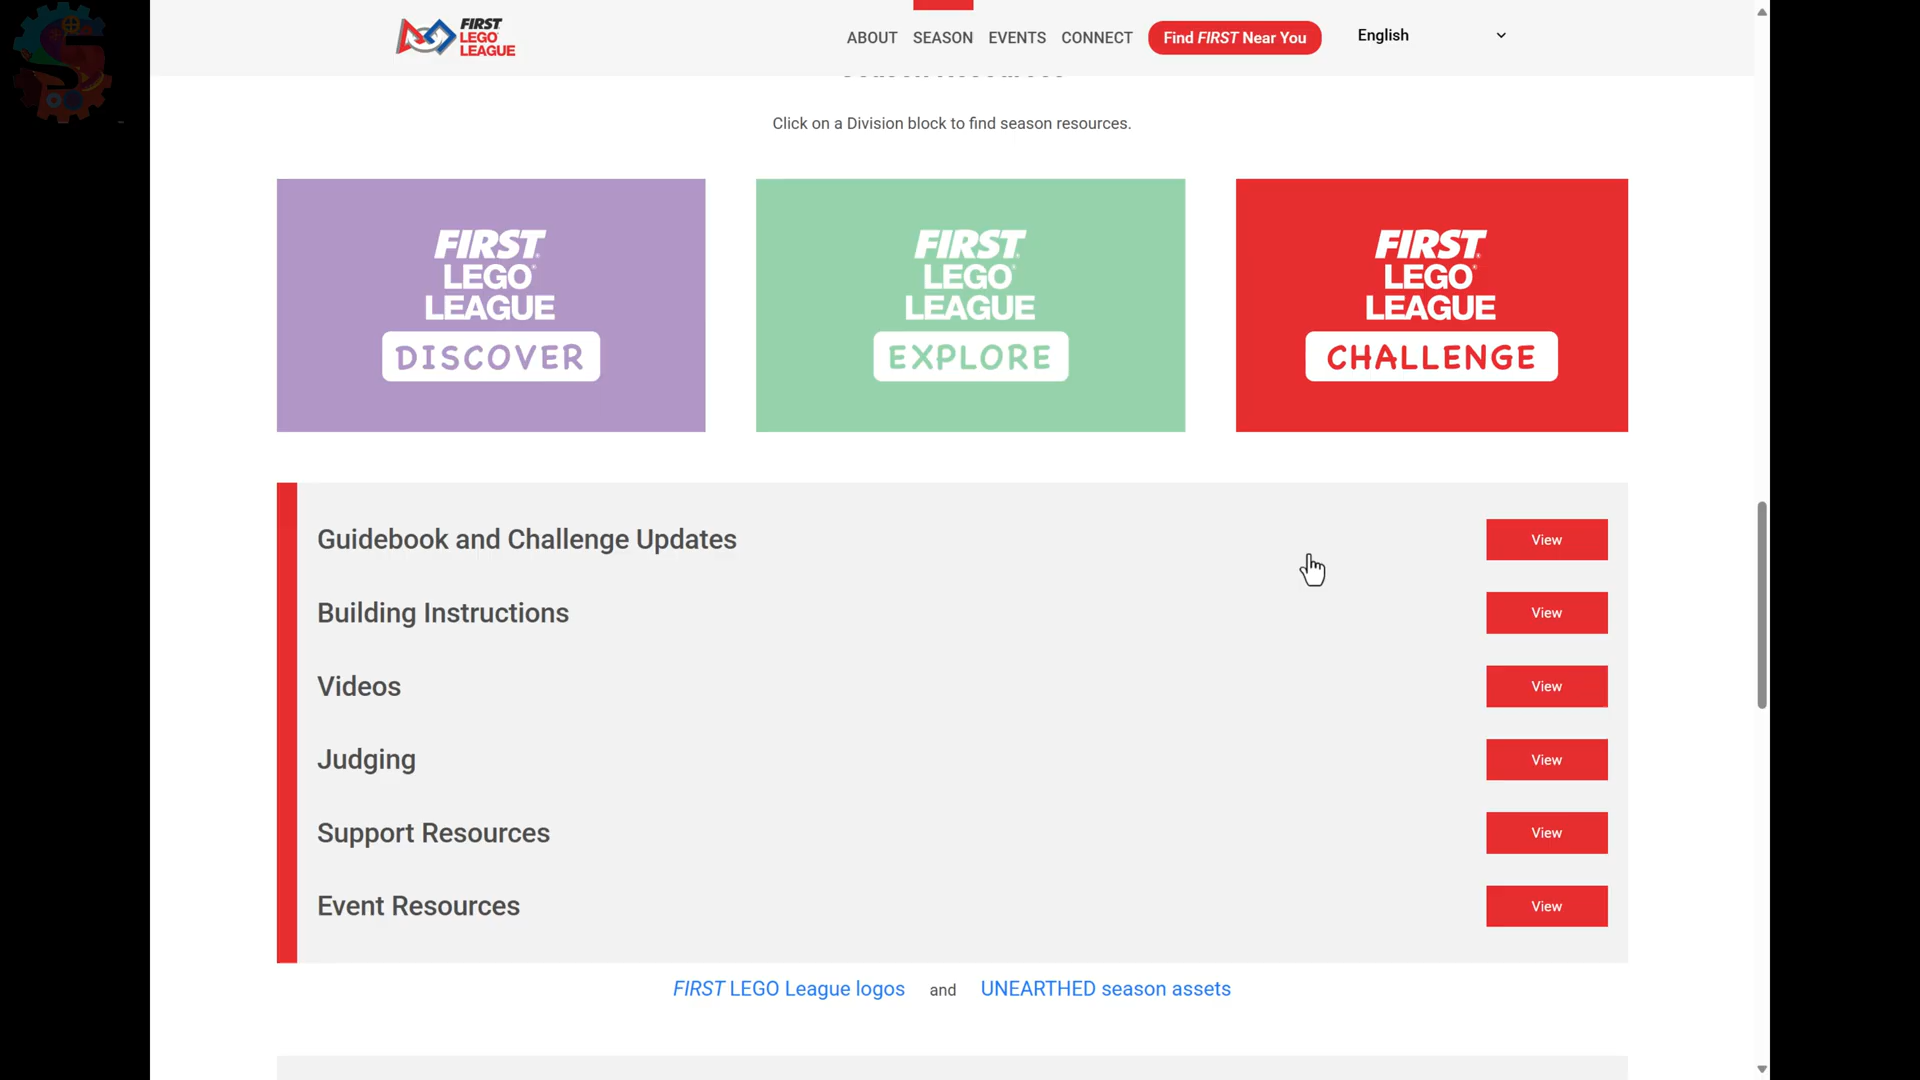 FIRST
LEGO
LEAGUE
ABOUT SEASON EVENTS CONNECT Find FIRST Near You English
Click on a Division block to find season resources.
FIRST
LEGO
LEAGUE
DISCOVER
FIRST
LEGO
LEAGUE
EXPLORE
FIRST
LEGO
LEAGUE
CHALLENGE
Guidebook and Challenge Updates View
Building Instructions View
Videos View
Judging View
Support Resources View
Event Resources View
FIRST LEGO League logos and UNEARTHED season assets